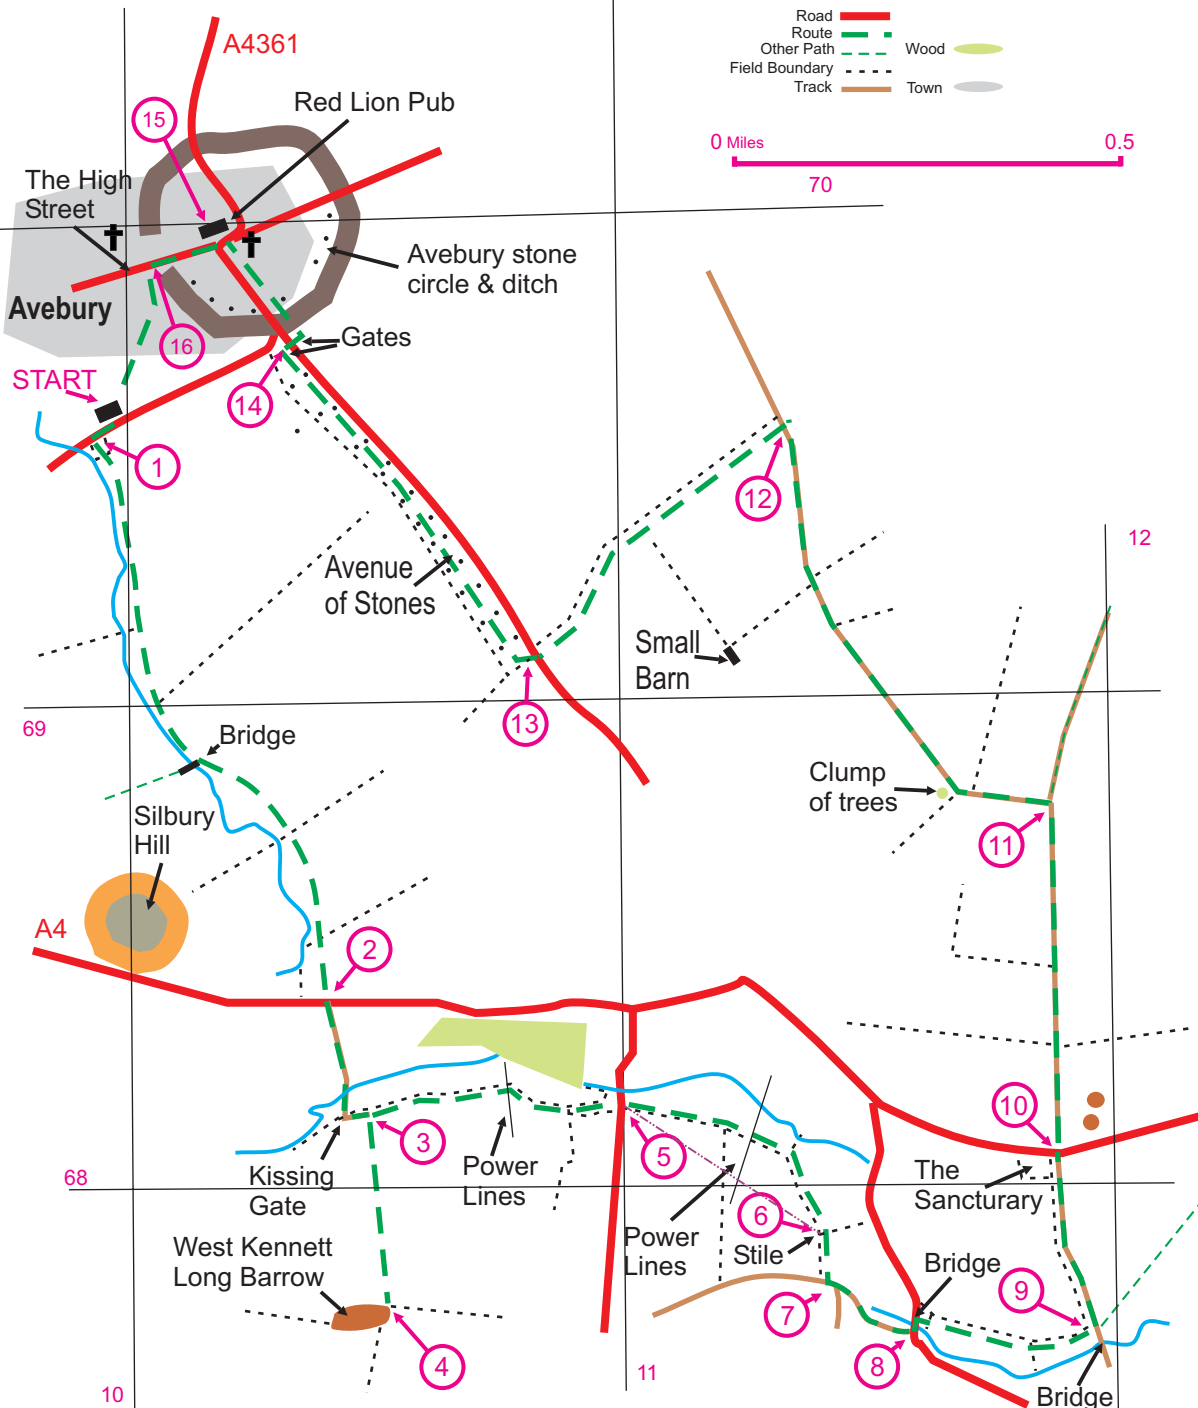 Road
Route
Other Path
Wood
Field Boundary
Track
Town
A4361
Red Lion Pub
15
0 Miles
0.5
70
The High
Street
Avebury stone
circle & ditch
Avebury
16
Gates
START
14
1
12
12
Avenue
of Stones
Small
Barn
13
69
Bridge
Clump
of trees
Silbury
Hill
11
A4
2
10
3
5
Kissing
Gate
Power
Lines
The
Sancturary
68
6
West Kennett
Long Barrow
Power
Lines
Stile
Bridge
9
7
4
8
10
11
Bridge